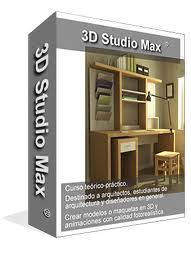 3D Studio Max ®
3D Studio Max
Curso teórico-práctico.
Destinado a arquitectos, estudiantes de
arquitectura y diseñadores en general.
Crear modelos o maquetas en 3D y
animaciones con calidad fotorealística.